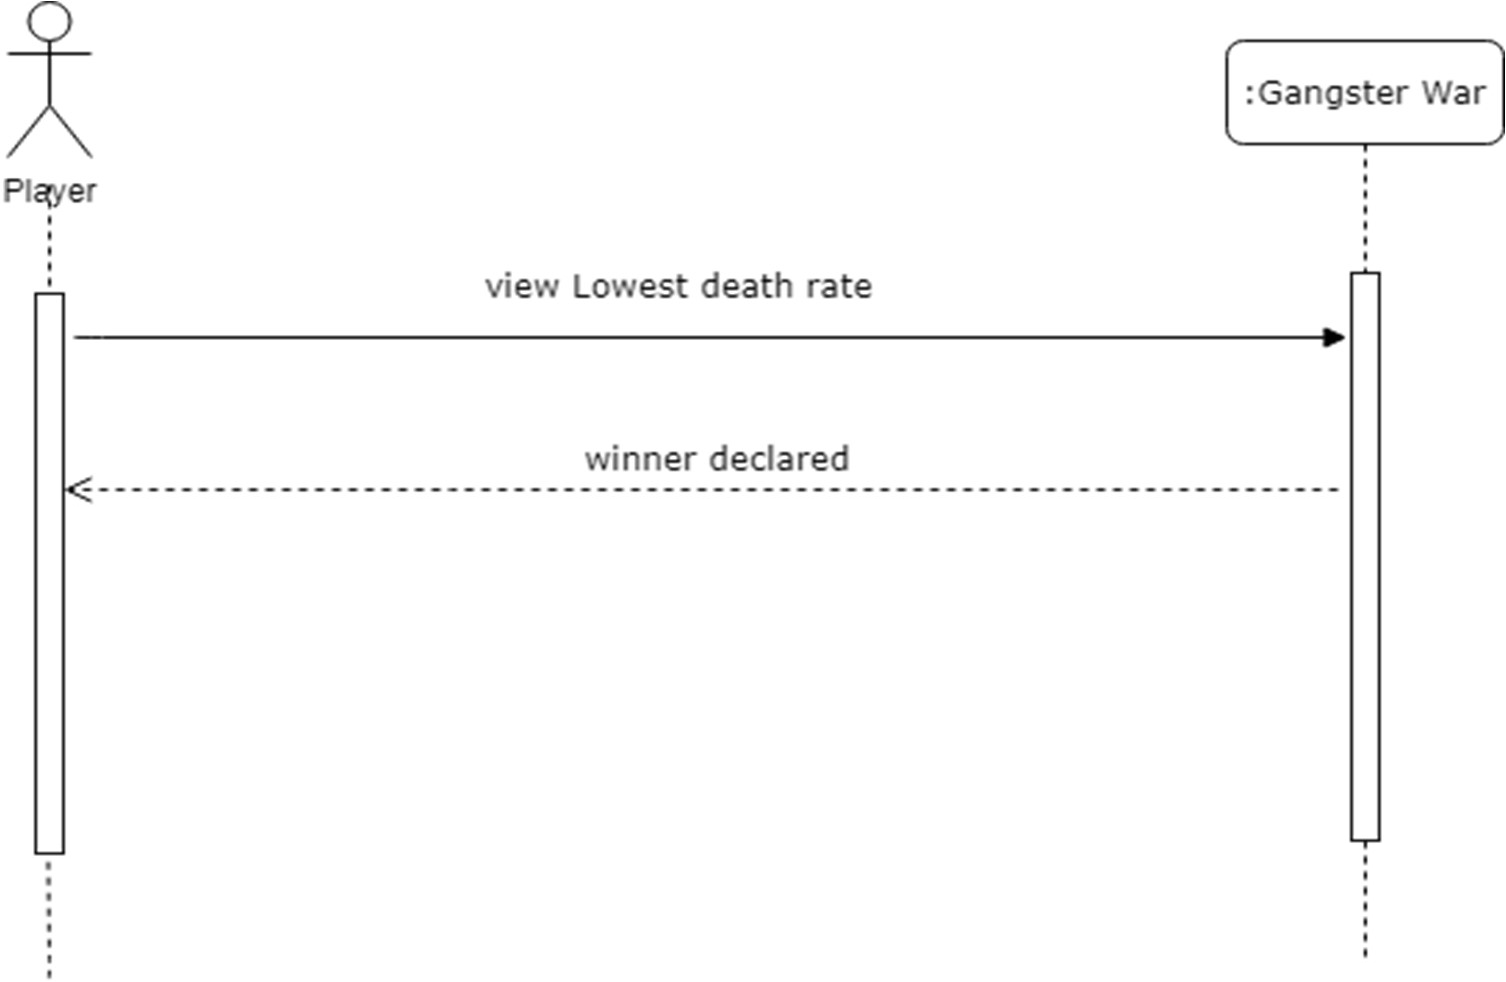 :Gangster War
Player
view Lowest death rate
winner declared